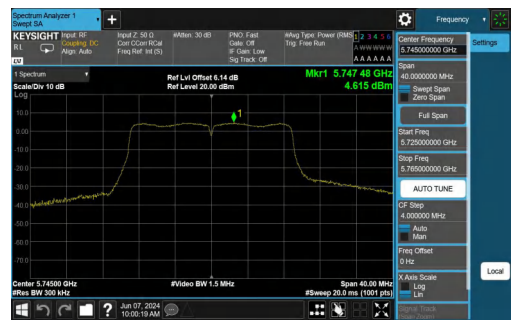 Spectrum Analyzer 1
Swept SA
Frequency
KEYSIGHT
RL
Input: RF
Coupling: DC
Align: Auto
Input Z: 50 Ω
Corr CCorr RCal
Freq Ref: Int (S)
#Atten: 30 dB
PNO: Fast
Gate: Off
IF Gain: Low
Sig Track: Off
#Avg Type: Power (RMS)
Trig: Free Run
1 2 3 4 5 6
A W W W W W
A A A A A A
LW
1 Spectrum
Scale/Div 10 dB
Log
Ref Lvl Offset 6.14 dB
Ref Level 20.00 dBm
Mkr1 5.747 48 GHz
4.615 dBm
1
10.0
0.00
-10.0
-20.0
-30.0
-40.0
-50.0
-60.0
-70.0
Center 5.74500 GHz
#Res BW 300 kHz
#Video BW 1.5 MHz
Span 40.00 MHz
#Sweep 20.0 ms (1001 pts)
Center Frequency
5.745000000 GHz
Settings
Span
40.0000000 MHz
Swept Span
Zero Span
Full Span
Start Freq
5.725000000 GHz
Stop Freq
5.765000000 GHz
AUTO TUNE
CF Step
4.000000 MHz
Auto
Man
Freq Offset
0 Hz
X Axis Scale
Log
Lin
Local
Signal Track
(Span Zoom)
Jun 07, 2024
10:00:19 AM
?